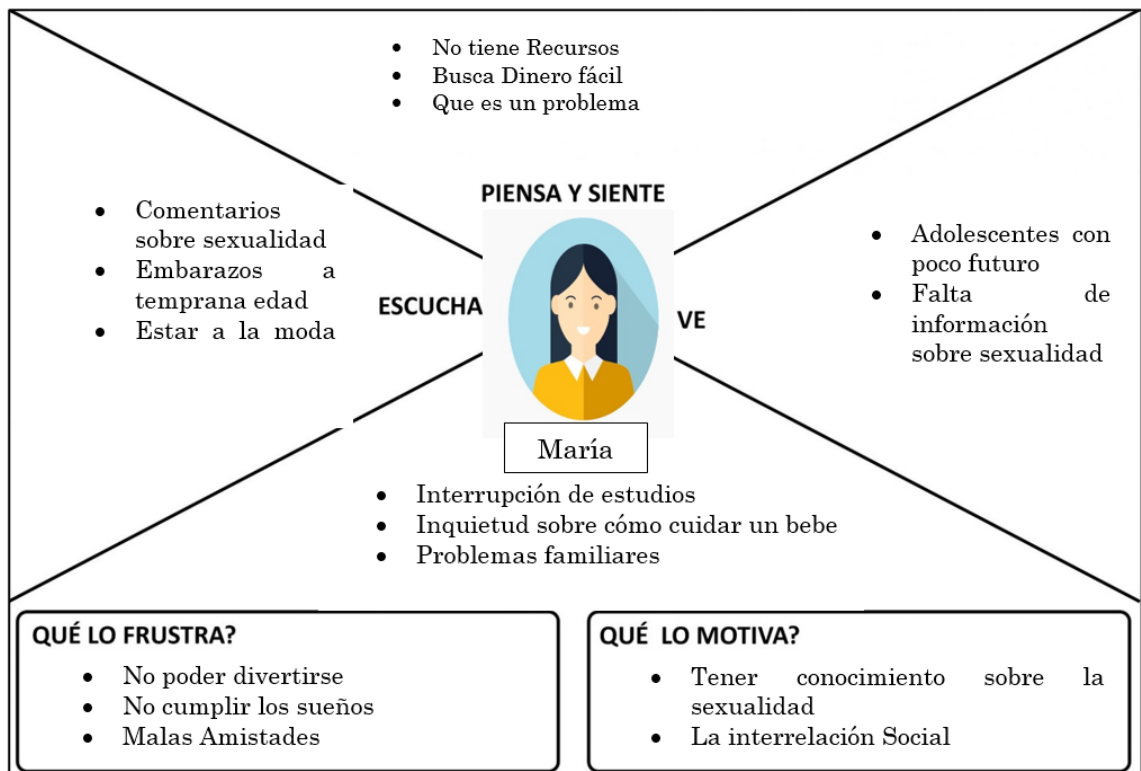 • No tiene Recursos
• Busca Dinero fácil
• Que es un problema
PIENSA Y SIENTE
• Comentarios
sobre sexualidad
• Embarazos a
temprana edad
• Estar a la moda
ESCUCHA
VE
• Adolescentes con
poco futuro
• Falta de
información
sobre sexualidad
María
• Interrupción de estudios
• Inquietud sobre cómo cuidar un bebe
• Problemas familiares
QUÉ LO FRUSTRA?
• No poder divertirse
• No cumplir los sueños
• Malas Amistades
QUÉ LO MOTIVA?
• Tener conocimiento sobre la
sexualidad
• La interrelación Social